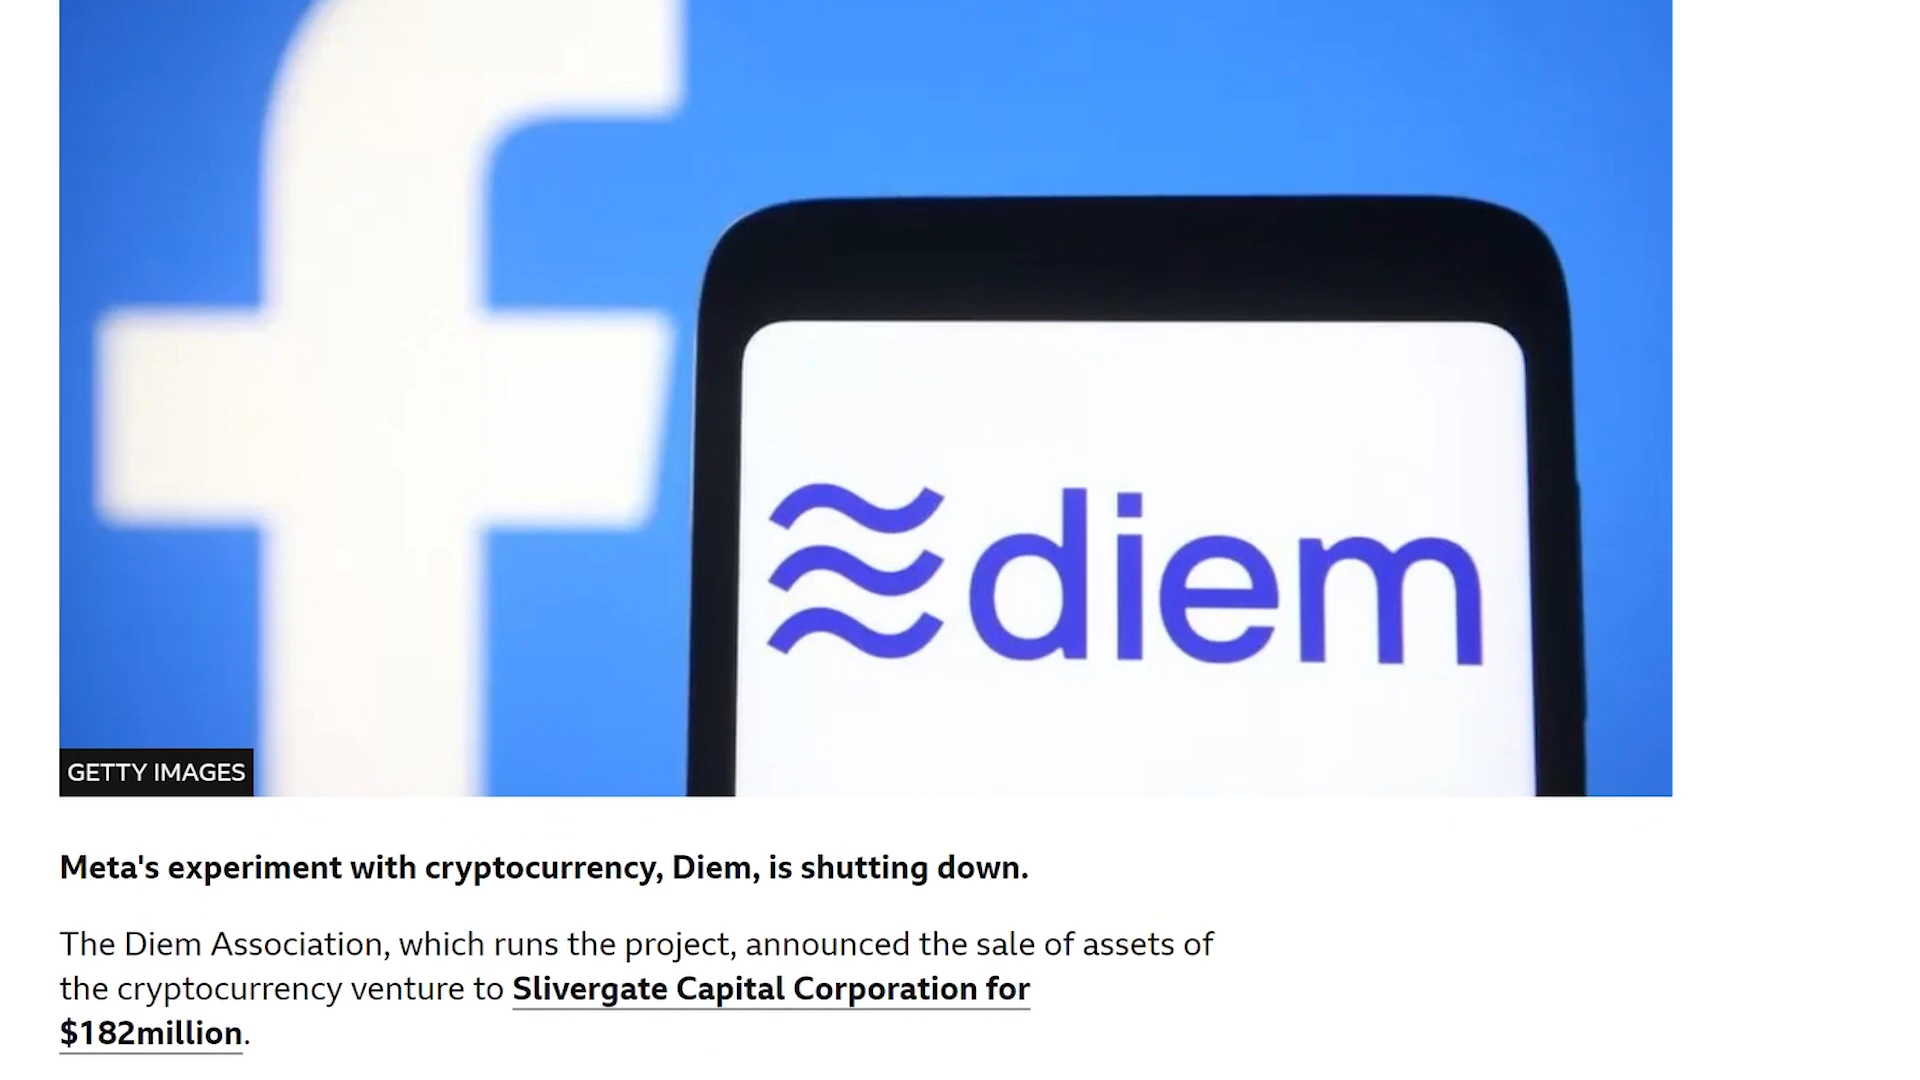 diem
GETTY IMAGES
Meta's experiment with cryptocurrency, Diem, is shutting down.
The Diem Association, which runs the project, announced the sale of assets of
the cryptocurrency venture to Slivergate Capital Corporation for
$182million.